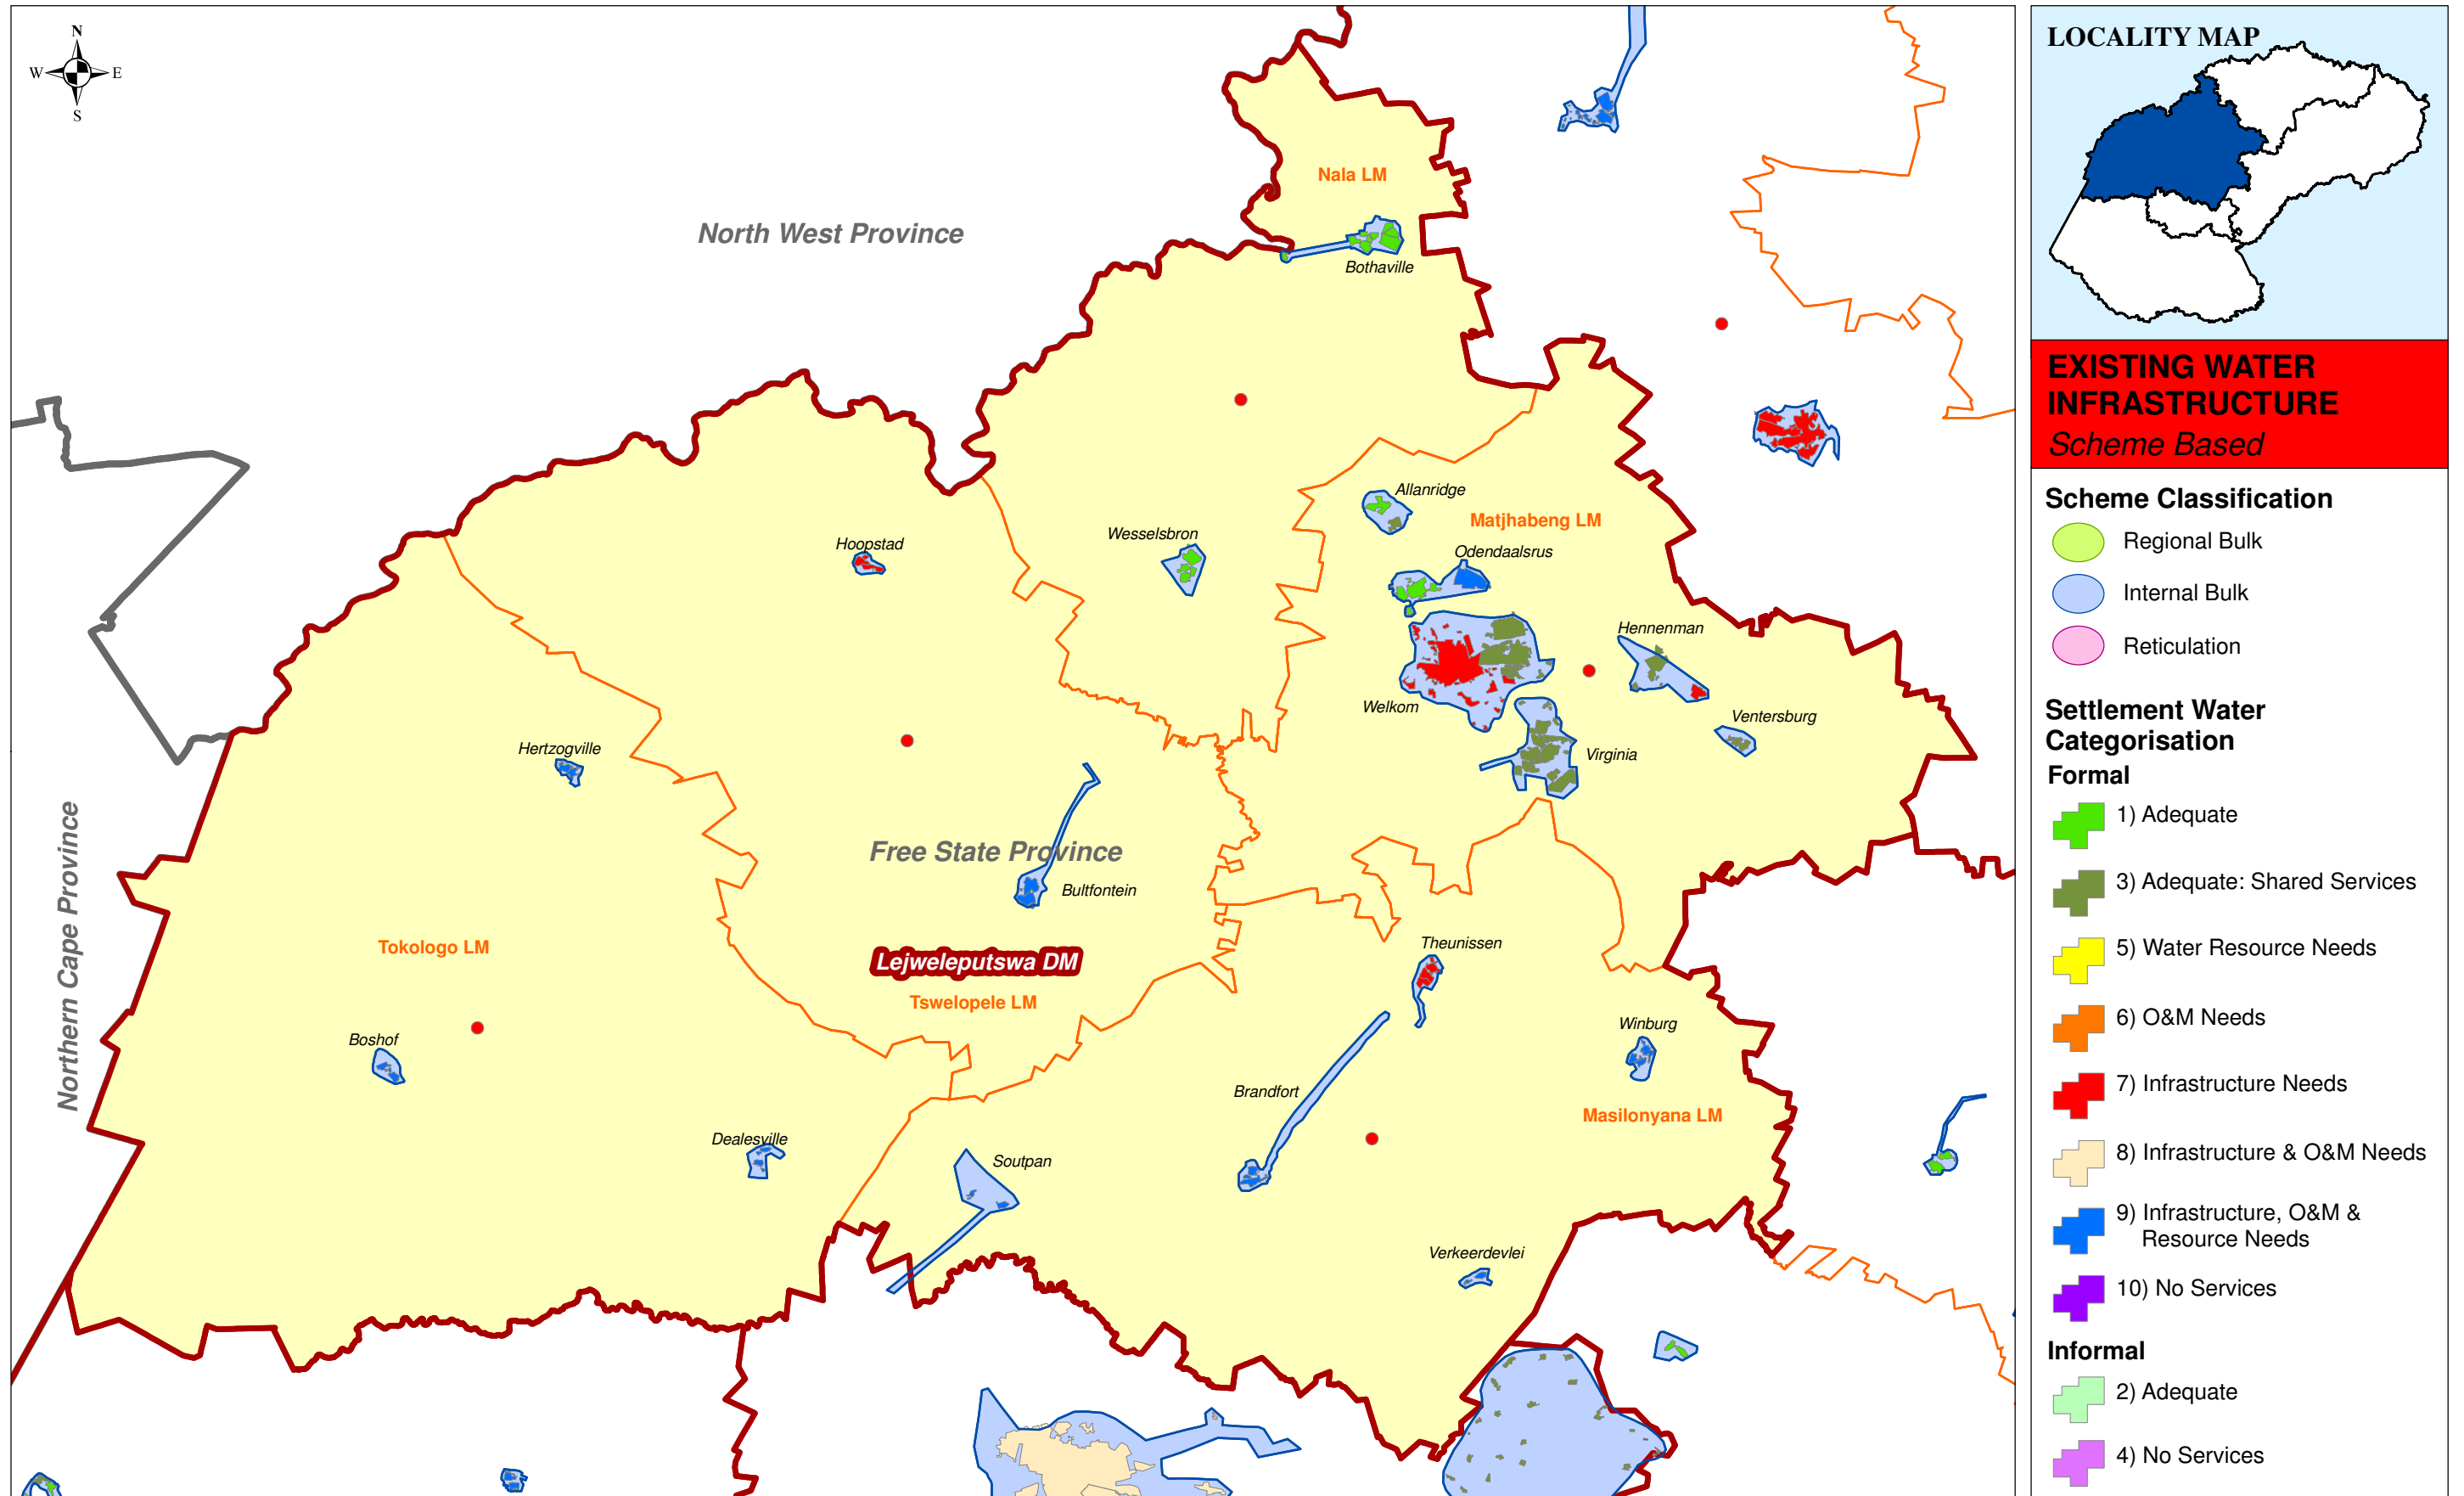 N
W
E
S
North West Province
Nala LM
Bothaville
Allanridge
Matjhabeng LM
Wesselsbron
Hoopstad
Odendaalsrus
Hennenman
Welkom
Ventersburg
Virginia
Hertzogville
Free State Province
Bultfontein
Northern Cape Province
Tokologo LM
Lejweleputswa DM
Tswelopele LM
Theunissen
Winburg
Boshof
Brandfort
Masilonyana LM
Dealesville
Soutpan
Verkeerdevlei
LOCALITY MAP
EXISTING WATER
INFRASTRUCTURE
Scheme Based
Scheme Classification
Regional Bulk
Internal Bulk
Reticulation
Settlement Water
Categorisation
Formal
1) Adequate
3) Adequate: Shared Services
5) Water Resource Needs
6) O&M Needs
7) Infrastructure Needs
8) Infrastructure & O&M Needs
9) Infrastructure, O&M &
Resource Needs
10) No Services
Informal
2) Adequate
4) No Services